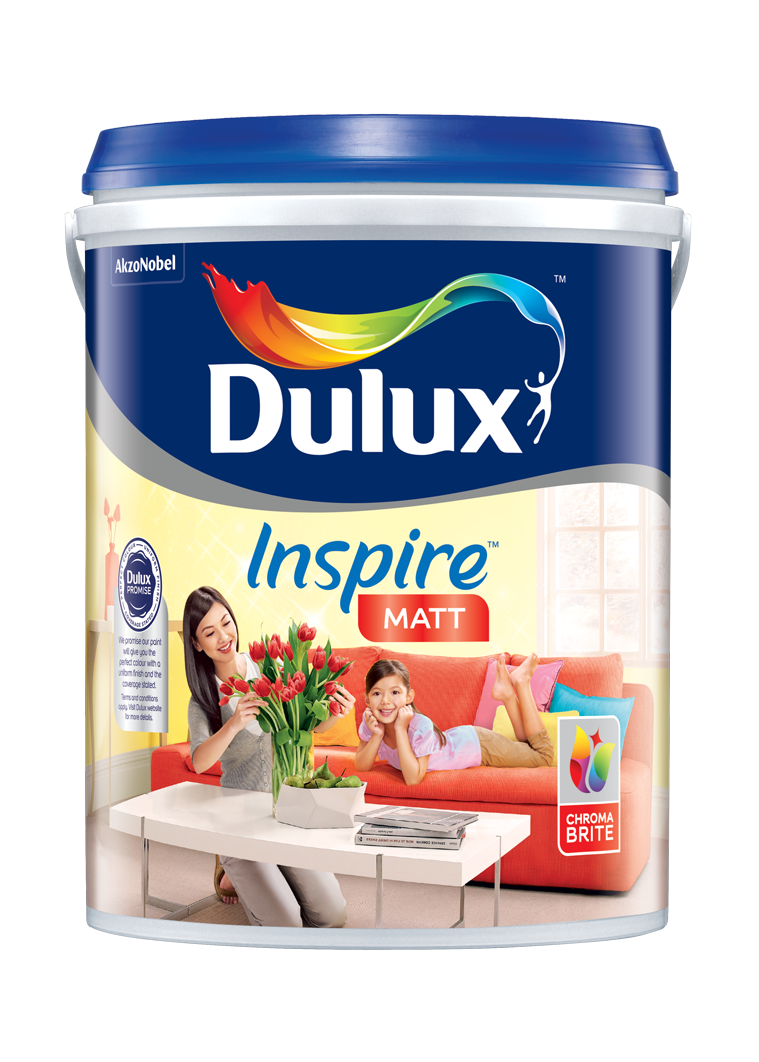 AkzoNobel
TM
Dulux
Inspire™
MATT
Dulux
PROMISE
We promise our paint
will give you the
perfect colour with a
uniform finish and the
coverage stated.
Terms and conditions
apply. Visit Dulux website
for more details.
CHROMA
BRITE